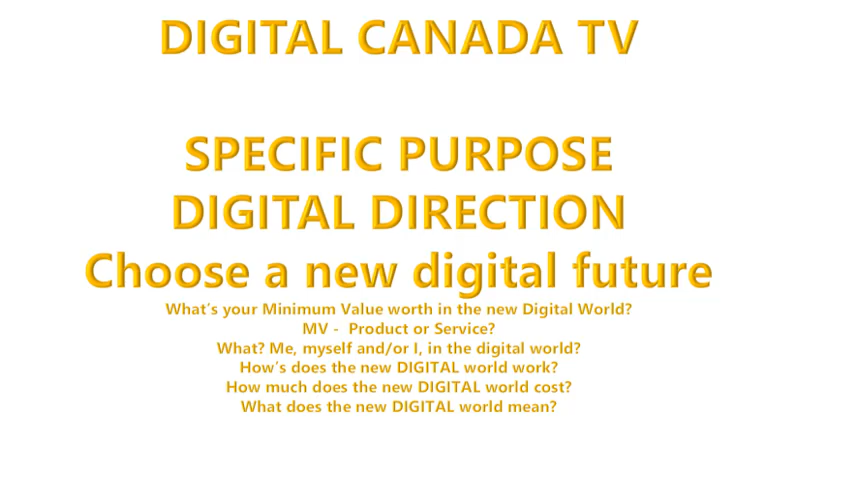 DIGITAL CANADA TV
SPECIFIC PURPOSE
DIGITAL DIRECTION
Choose a new digital future
What's your Minimum Value worth in the new Digital World?
MV -  Product or Service?
What? Me, myself and/or I, in the digital world?
How's does the new DIGITAL world work?
How much does the new DIGITAL world cost?
What does the new DIGITAL world mean?